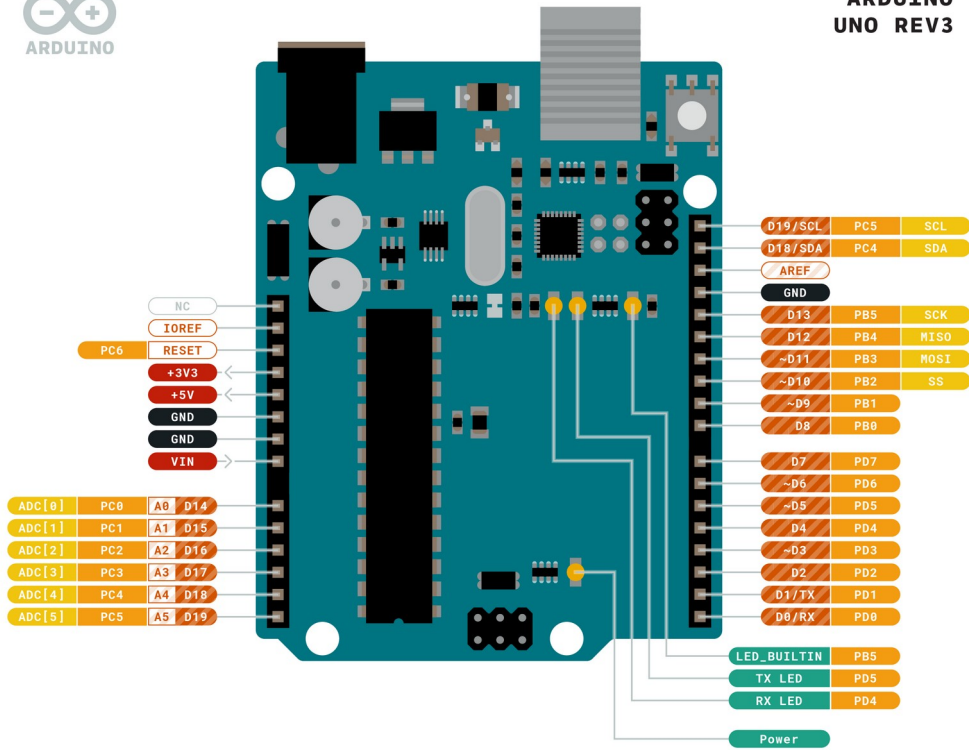 ARDUINO
ARDUINO
UNO REV3
D19/SCL PC5 SCL
D18/SDA PC4 SDA
AREF
GND
D13 PB5 SCK
D12 PB4 MISO
~D11 PB3 MOSI
~D10 PB2 SS
~D9 PB1
D8 PB0
D7 PD7
~D6 PD6
~D5 PD5
D4 PD4
~D3 PD3
D2 PD2
D1/TX PD1
D0/RX PD0
NC
IOREF
PC6 RESET
+3V3
+5V
GND
GND
VIN
ADC[0] PC0 A0 D14
ADC[1] PC1 A1 D15
ADC[2] PC2 A2 D16
ADC[3] PC3 A3 D17
ADC[4] PC4 A4 D18
ADC[5] PC5 A5 D19
LED_BUILTIN PB5
TX LED PD5
RX LED PD4
Power